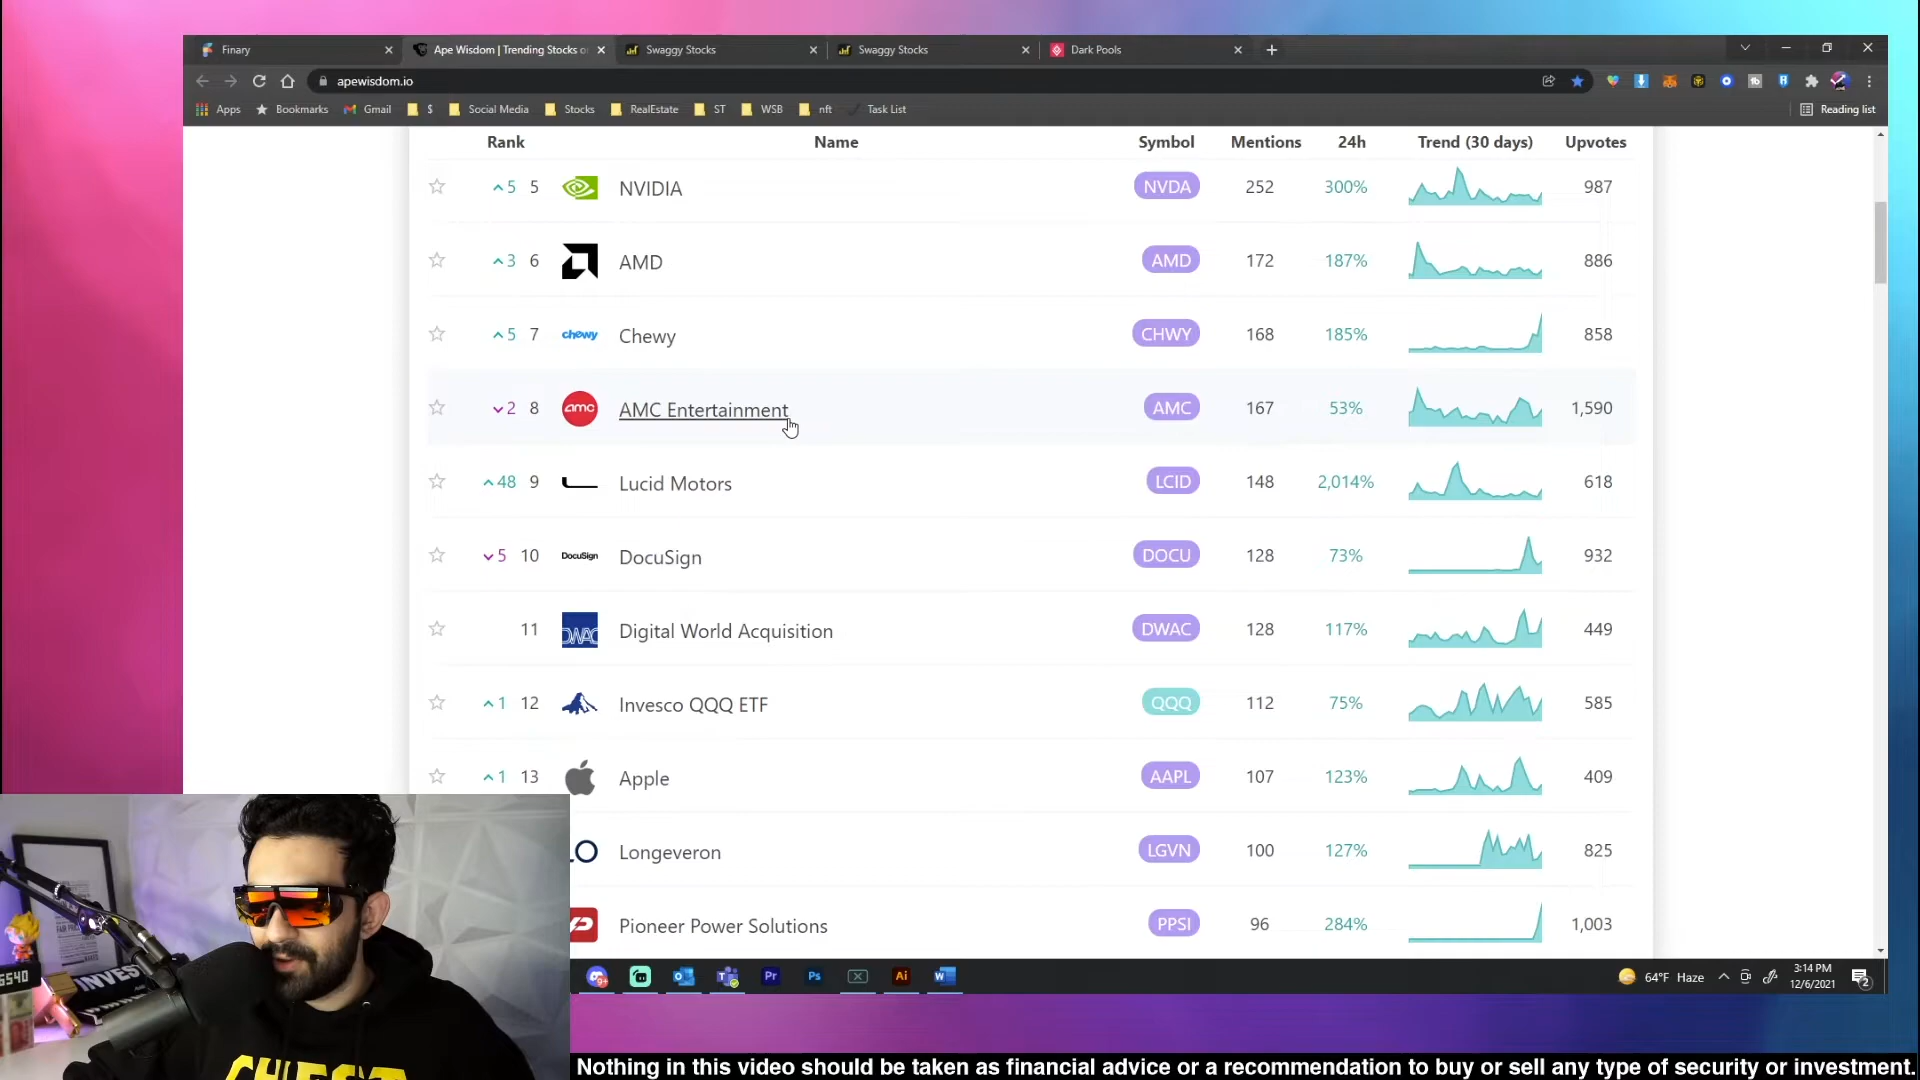 Finary
Ape Wisdom | Trending Stocks o
Swaggy Stocks
Swaggy Stocks
Dark Pools
apewisdom.io
Apps Bookmarks Gmail $ Social Media Stocks RealEstate ST WSB nft Task List Reading list
Rank Name Symbol Mentions 24h Trend (30 days) Upvotes
5 5 NVIDIA NVDA 252 300% 987
3 6 AMD AMD 172 187% 886
5 7 chewy Chewy CHWY 168 185% 858
2 8 amc AMC Entertainment AMC 167 53% 1,590
48 9 Lucid Motors LCID 148 2,014% 618
5 10 DocuSign DocuSign DOCU 128 73% 932
11 DWAC Digital World Acquisition DWAC 128 117% 449
1 12 Invesco QQQ ETF QQQ 112 75% 585
1 13 Apple AAPL 107 123% 409
LO Longeveron LGVN 100 127% 825
Pioneer Power Solutions PPSI 96 284% 1,003
Pr Ps Ai W
64°F Haze
3:14 PM
12/6/2021
2
INVES
5540
Nothing in this video should be taken as financial advice or a recommendation to buy or sell any type of security or investment.